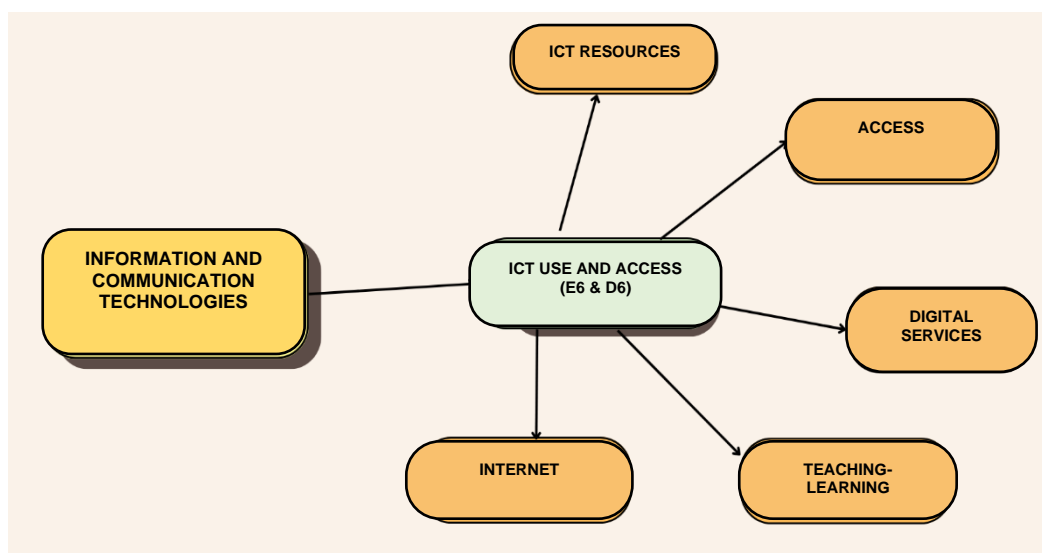 ICT RESOURCES
ACCESS
INFORMATION AND
COMMUNICATION
TECHNOLOGIES
ICT USE AND ACCESS
(E6 & D6)
DIGITAL
SERVICES
INTERNET
TEACHING-
LEARNING